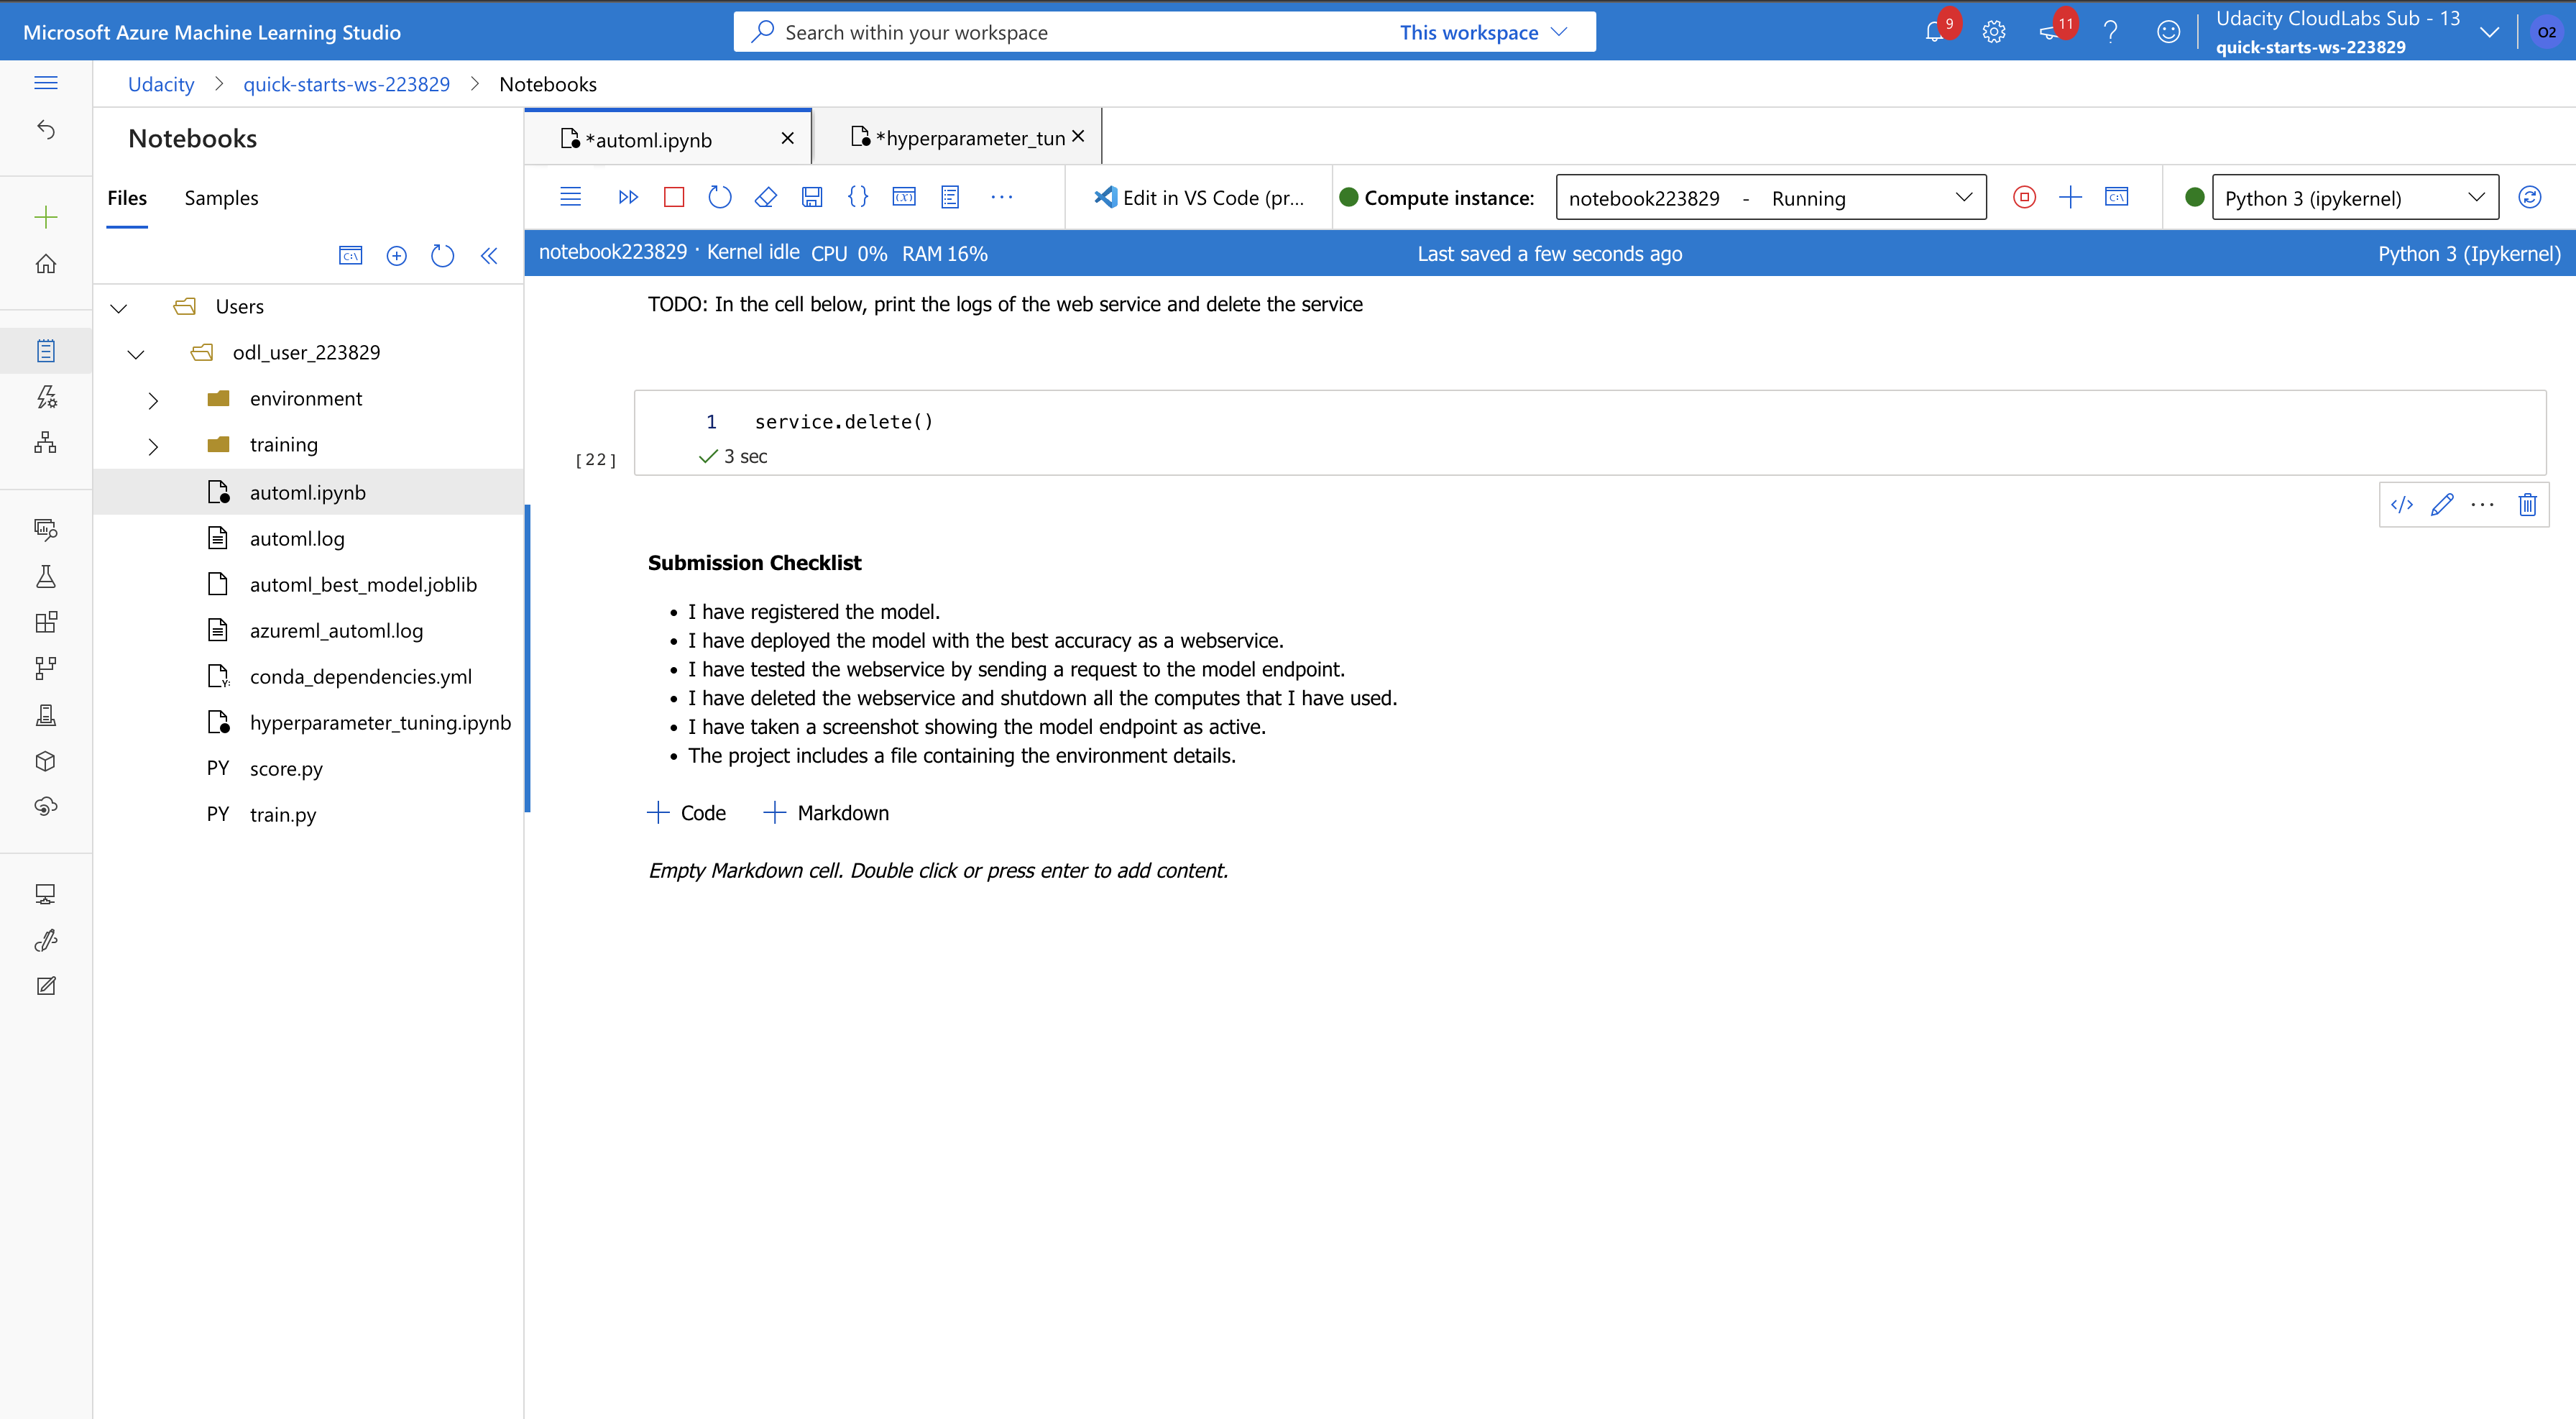 Microsoft Azure Machine Learning Studio
Search within your workspace
This workspace
9
11
Udacity CloudLabs Sub - 13
quick-starts-ws-223829
O2
Udacity > quick-starts-ws-223829 > Notebooks
Notebooks
Files
Samples
Users
odl_user_223829
environment
training
automl.ipynb
automl.log
automl_best_model.joblib
azureml_automl.log
Y: conda_dependencies.yml
hyperparameter_tuning.ipynb
PY score.py
PY train.py
*automl.ipynb
*hyperparameter_tun
Edit in VS Code (pr...
Compute instance:
notebook223829 - Running
Python 3 (ipykernel)
notebook223829 · Kernel idle CPU 0% RAM 16%
Last saved a few seconds ago
Python 3 (Ipykernel)
TODO: In the cell below, print the logs of the web service and delete the service
1 service.delete()
[22]
3 sec
Submission Checklist
• I have registered the model.
• I have deployed the model with the best accuracy as a webservice.
• I have tested the webservice by sending a request to the model endpoint.
• I have deleted the webservice and shutdown all the computes that I have used.
• I have taken a screenshot showing the model endpoint as active.
• The project includes a file containing the environment details.
+ Code + Markdown
Empty Markdown cell. Double click or press enter to add content.